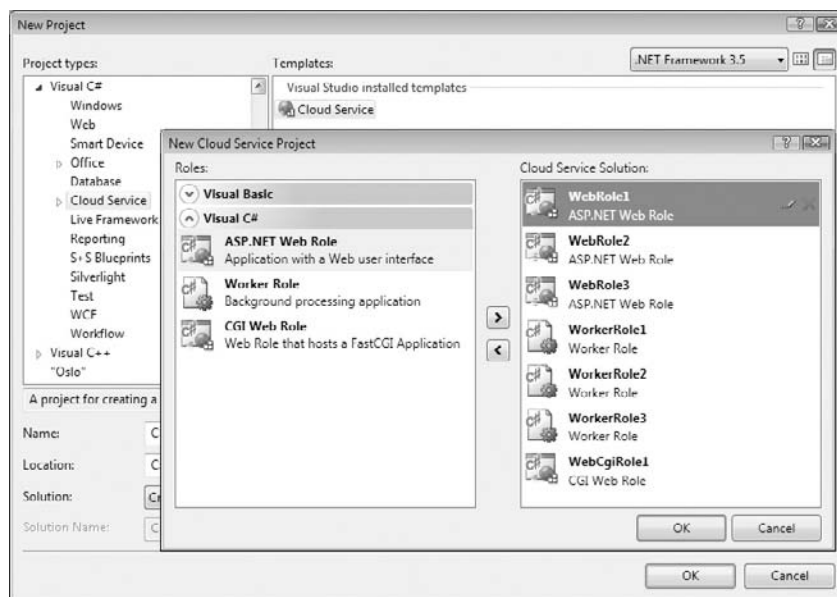 New Project
Project types:
Templates:
.NET Framework 3.5
Visual C#
Windows
Web
Smart Device
Office
Database
Cloud Service
Live Framework
Reporting
S+S Blueprints
Silverlight
Test
WCF
Workflow
Visual C++
"Oslo"
Visual Studio installed templates
Cloud Service
A project for creating a
Name:
Location:
Solution:
Solution Name:
New Cloud Service Project
Roles:
Visual Basic
Visual C#
ASP.NET Web Role
Application with a Web user interface
Worker Role
Background processing application
CGI Web Role
Web Role that hosts a FastCGI Application
Cloud Service Solution:
WebRole1
ASP.NET Web Role
WebRole2
ASP.NET Web Role
WebRole3
ASP.NET Web Role
WorkerRole1
Worker Role
WorkerRole2
Worker Role
WorkerRole3
Worker Role
WebCgiRole1
CGI Web Role
OK
Cancel
OK
Cancel